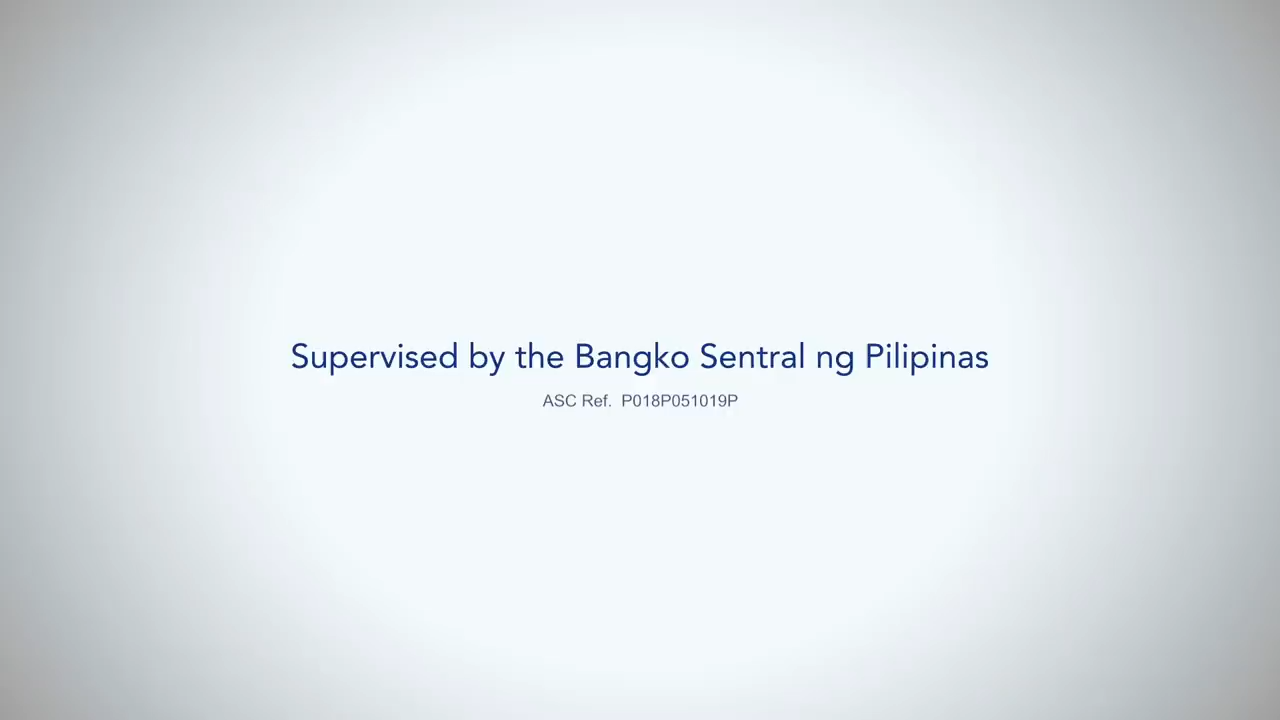 Supervised by the Bangko Sentral ng Pilipinas
ASC Ref. P018P051019P